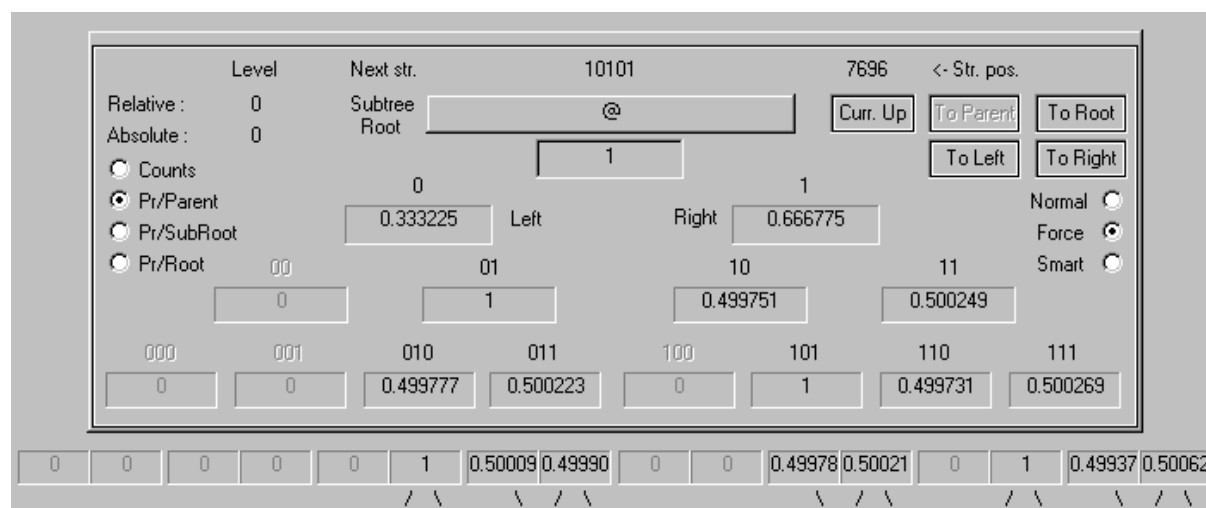 Level Next str. 10101 7696 <- Str. pos.
Relative : 0 Subtree Root @ Curr. Up To Parent To Root
Absolute : 0
1 To Left To Right
Counts
0 1
Pr/Parent Normal
0.333225 Left Right 0.666775
Pr/SubRoot Force
Pr/Root 00 01 10 11 Smart
0 1 0.499751 0.500249
000 001 010 011 100 101 110 111
0 0 0.499777 0.500223 0 1 0.499731 0.500269
0 0 0 0 0 1 0.50009 0.49990 0 0 0.49978 0.50021 0 1 0.49937 0.50062
/ \ \ / \ \ / \ / \ \ / \